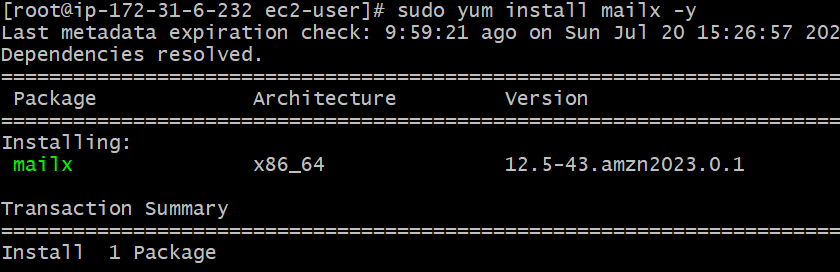 [root@ip-172-31-6-232 ec2-user]# sudo yum install mailx -y
Last metadata expiration check: 9:59:21 ago on Sun Jul 20 15:26:57 202
Dependencies resolved.
================================================================================
Package Architecture Version
================================================================================
Installing:
mailx x86_64 12.5-43.amzn2023.0.1
Transaction Summary
================================================================================
Install 1 Package